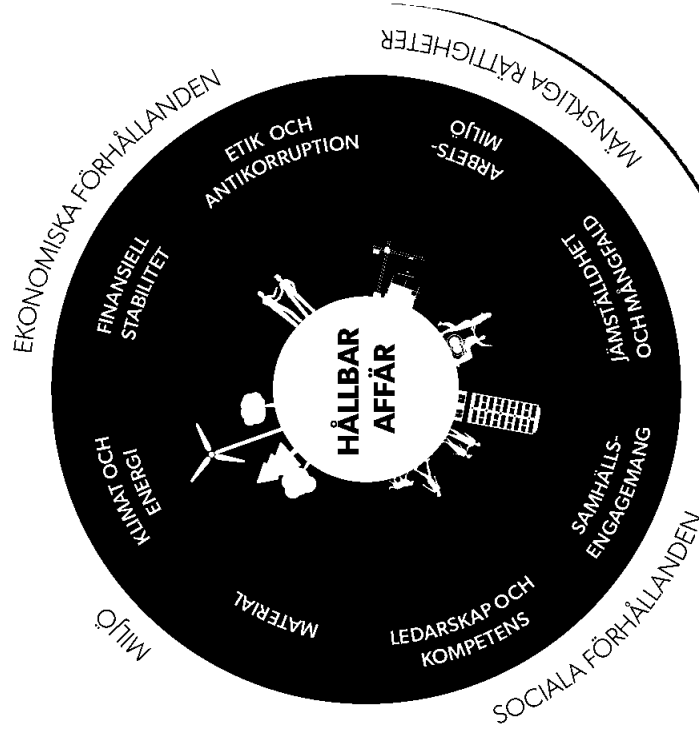 HÅLLBAR
AFFÄR
EKONOMISKA FÖRHÅLLANDEN
MÄNSKLIGA RÄTTIGHETER
SOCIALA FÖRHÅLLANDEN
MILJÖ
ETIK OCH
ANTIKORRUPTION
ARBETS-
MILJÖ
JÄMSTÄLLDHET
OCH MÅNGFALD
SAMHÄLLS-
ENGAGEMANG
LEDARSKAP OCH
KOMPETENS
MATERIAL
KLIMAT OCH
ENERGI
FINANSIELL
STABILITET